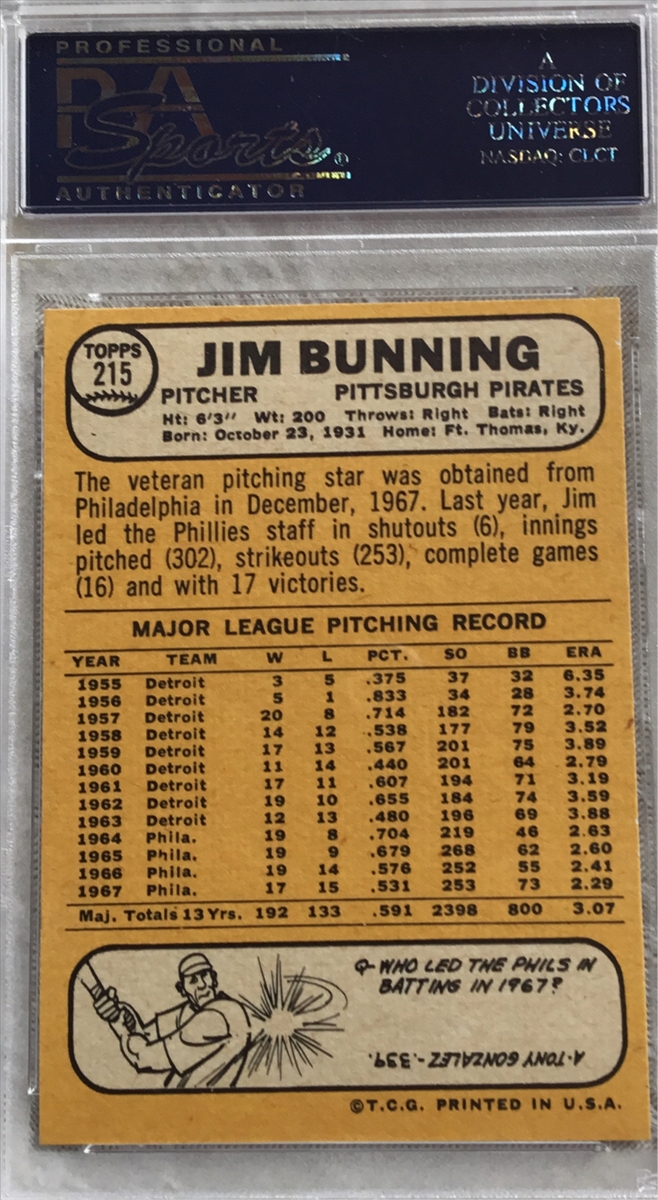 PROFESSIONAL
PSA
Sports®
AUTHENTICATOR
A
DIVISION OF
COLLECTORS
UNIVERSE
NASDAQ: CLCT
TOPPS
215
JIM BUNNING
PITCHER PITTSBURGH PIRATES
Ht: 6'3" Wt: 200 Throws: Right Bats: Right
Born: October 23, 1931 Home: Ft. Thomas, Ky.
The veteran pitching star was obtained from
Philadelphia in December, 1967. Last year, Jim
led the Phillies staff in shutouts (6), innings
pitched (302), strikeouts (253), complete games
(16) and with 17 victories.
MAJOR LEAGUE PITCHING RECORD
YEAR TEAM W L PCT. SO BB ERA
1955 Detroit 3 5 .375 37 32 6.35
1956 Detroit 5 1 .833 34 28 3.74
1957 Detroit 20 8 .714 182 72 2.70
1958 Detroit 14 12 .538 177 79 3.52
1959 Detroit 17 13 .567 201 75 3.89
1960 Detroit 11 14 .440 201 64 2.79
1961 Detroit 17 11 .607 194 71 3.19
1962 Detroit 19 10 .655 184 74 3.59
1963 Detroit 12 13 .480 196 69 3.88
1964 Phila. 19 8 .704 219 46 2.63
1965 Phila. 19 9 .679 268 62 2.60
1966 Phila. 19 14 .576 252 55 2.41
1967 Phila. 17 15 .531 253 73 2.29
Maj. Totals 13 Yrs. 192 133 .591 2398 800 3.07
Q-WHO LED THE PHILS IN
BATTING IN 1967?
A-TONY GONZALEZ-.339.
©T.C.G. PRINTED IN U.S.A.